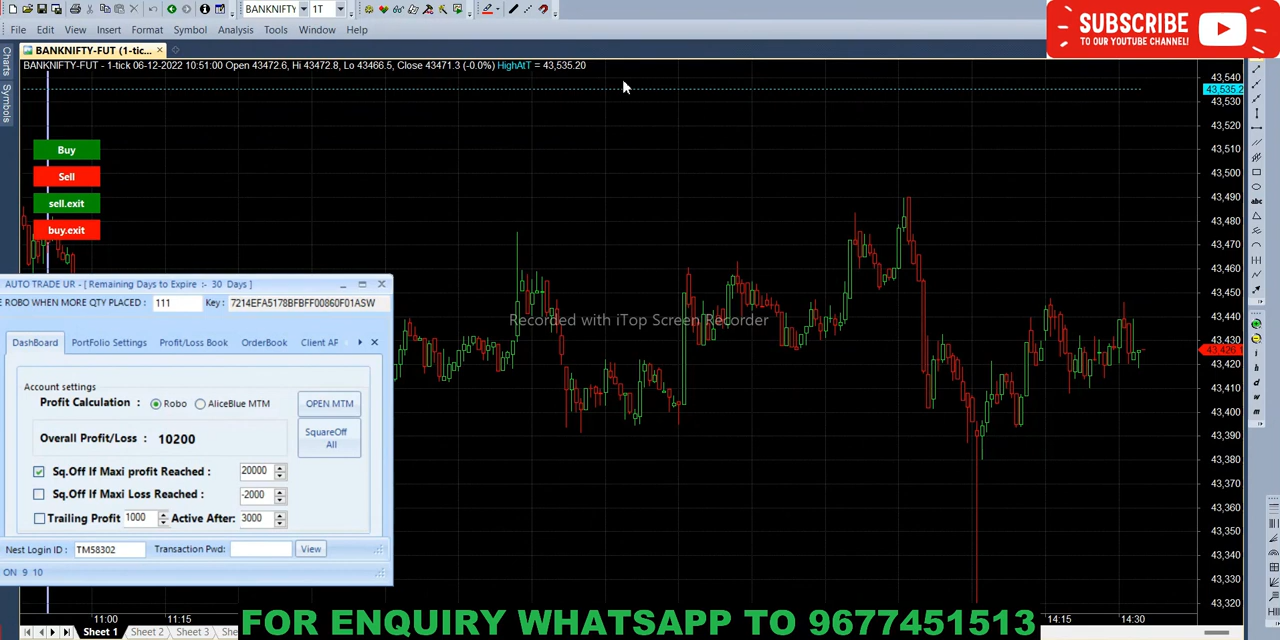 BANKNIFTY
1T
SUBSCRIBE
TO OUR YOUTUBE CHANNEL!
File Edit View Insert Format Symbol Analysis Tools Window Help
BANKNIFTY-FUT (1-tick...
BANKNIFTY-FUT - 1-tick 06-12-2022 10:51:00 Open 43472.6, Hi 43472.8, Lo 43466.5, Close 43471.3 (-0.0%) HighAtT = 43,535.20
Charts
Symbols
43,540
43,535.2
43,530
43,520
43,510
43,500
43,490
43,480
43,470
43,460
43,450
43,440
43,430
43,420
43,410
43,400
43,390
43,380
43,370
43,360
43,350
43,340
43,330
43,320
Buy
Sell
sell.exit
buy.exit
AUTO TRADE UR - [ Remaining Days to Expire :- 30 Days ]
E ROBO WHEN MORE QTY PLACED : 111 Key: 7214EFA5178BFBFF00860F01ASW
DashBoard PortFolio Settings Profit/Loss Book OrderBook Client AF
Account settings
Profit Calculation : Robo AliceBlue MTM OPEN MTM
Overall Profit/Loss : 10200 SquareOff All
Sq.Off If Maxi profit Reached : 20000
Sq.Off If Maxi Loss Reached : -2000
Trailing Profit 1000 Active After: 3000
Nest Login ID : TM58302 Transaction Pwd: View
ON 9 10
Recorded with iTop Screen Recorder
abc
i
h
d
w
m
11:00 11:15 14:15 14:30
Sheet 1 Sheet 2 Sheet 3 She
FOR ENQUIRY WHATSAPP TO 9677451513